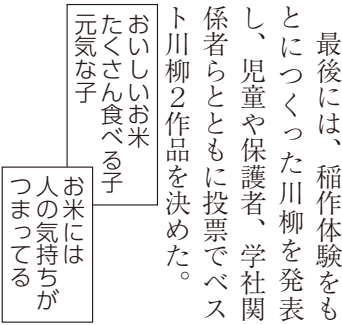 最後には、稲作体験をも
とにつくった川柳を発表
し、児童や保護者、学社関
係者らとともに投票でベス
ト川柳２作品を決めた。
おいしいお米
たくさん食べる子
元気な子
お米には
人の気持ちが
つまってる